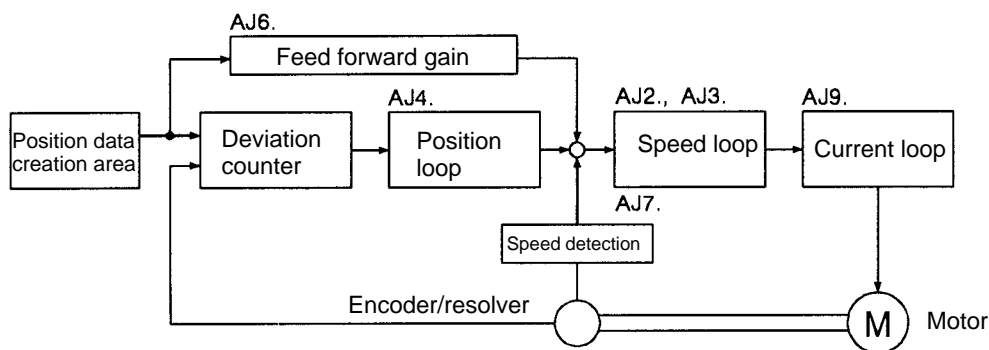 AJ6.
Feed forward gain
AJ4.
AJ2., AJ3.
AJ9.
Position data
creation area
Deviation
counter
Position
loop
Speed loop
Current loop
AJ7.
Speed detection
Encoder/resolver
M
Motor